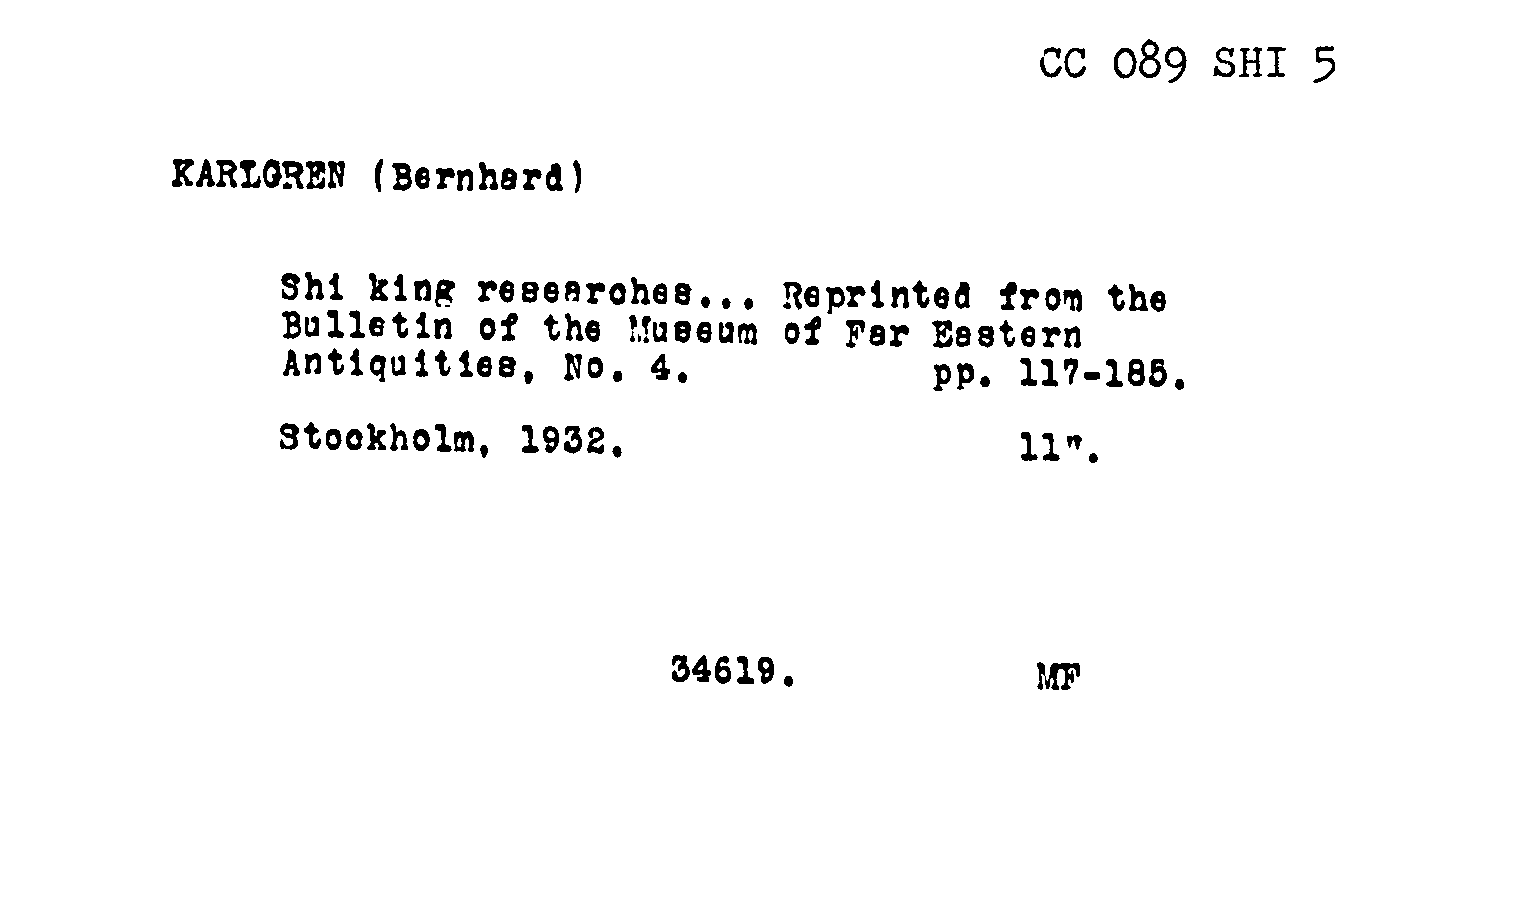 CC 089 SHI 5
KARLGREN (Bernhard)
Shi king researches... Reprinted from the
Bulletin of the Museum of Far Eastern
Antiquities, No. 4. pp. 117-185.
Stockholm, 1932. 11".
34619. MF